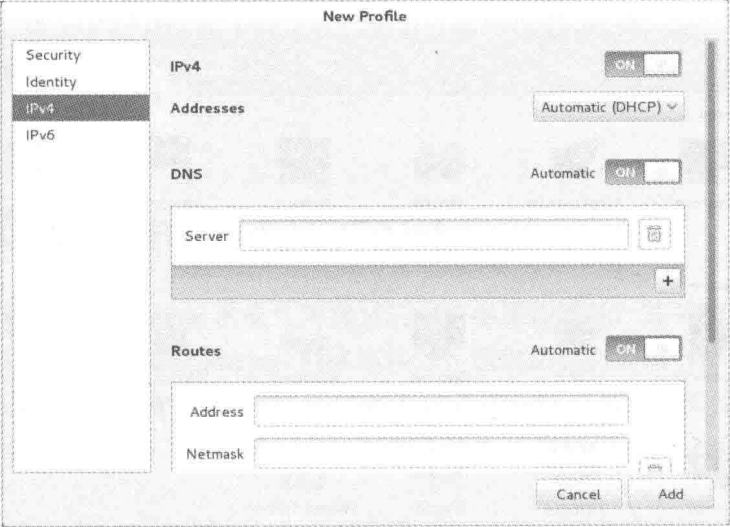 New Profile
Security
Identity
IPv4
IPv6
IPv4 ON
Addresses Automatic (DHCP)
DNS Automatic ON
Server
+
Routes Automatic ON
Address
Netmask
Cancel Add